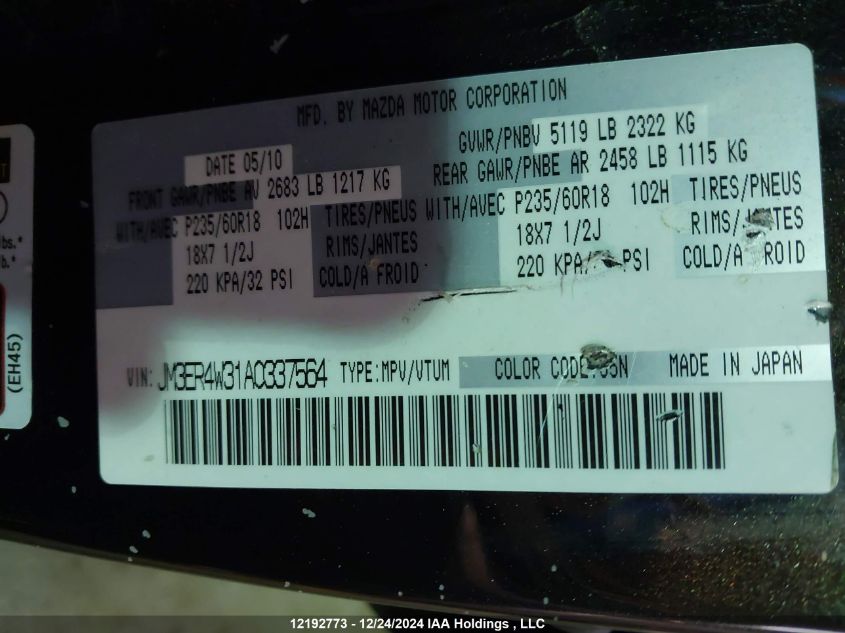 MFD. BY MAZDA MOTOR CORPORATION
DATE 05/10 GVWR/PNBV 5119 LB 2322 KG
FRONT GAWR/PNBE AV 2683 LB 1217 KG REAR GAWR/PNBE AR 2458 LB 1115 KG
WITH/AVEC P235/60R18 102H TIRES/PNEUS WITH/AVEC P235/60R18 102H TIRES/PNEUS
18X7 1/2J RIMS/JANTES 18X7 1/2J RIMS/JANTES
220 KPA/32 PSI COLD/A FROID 220 KPA/ PSI COLD/A ROID
VIN: JM3ER4W31A0337564 TYPE:MPV/VTUM COLOR CODE: MADE IN JAPAN
lbs.*
b.*
(EH45)
12192773 - 12/24/2024 IAA Holdings , LLC